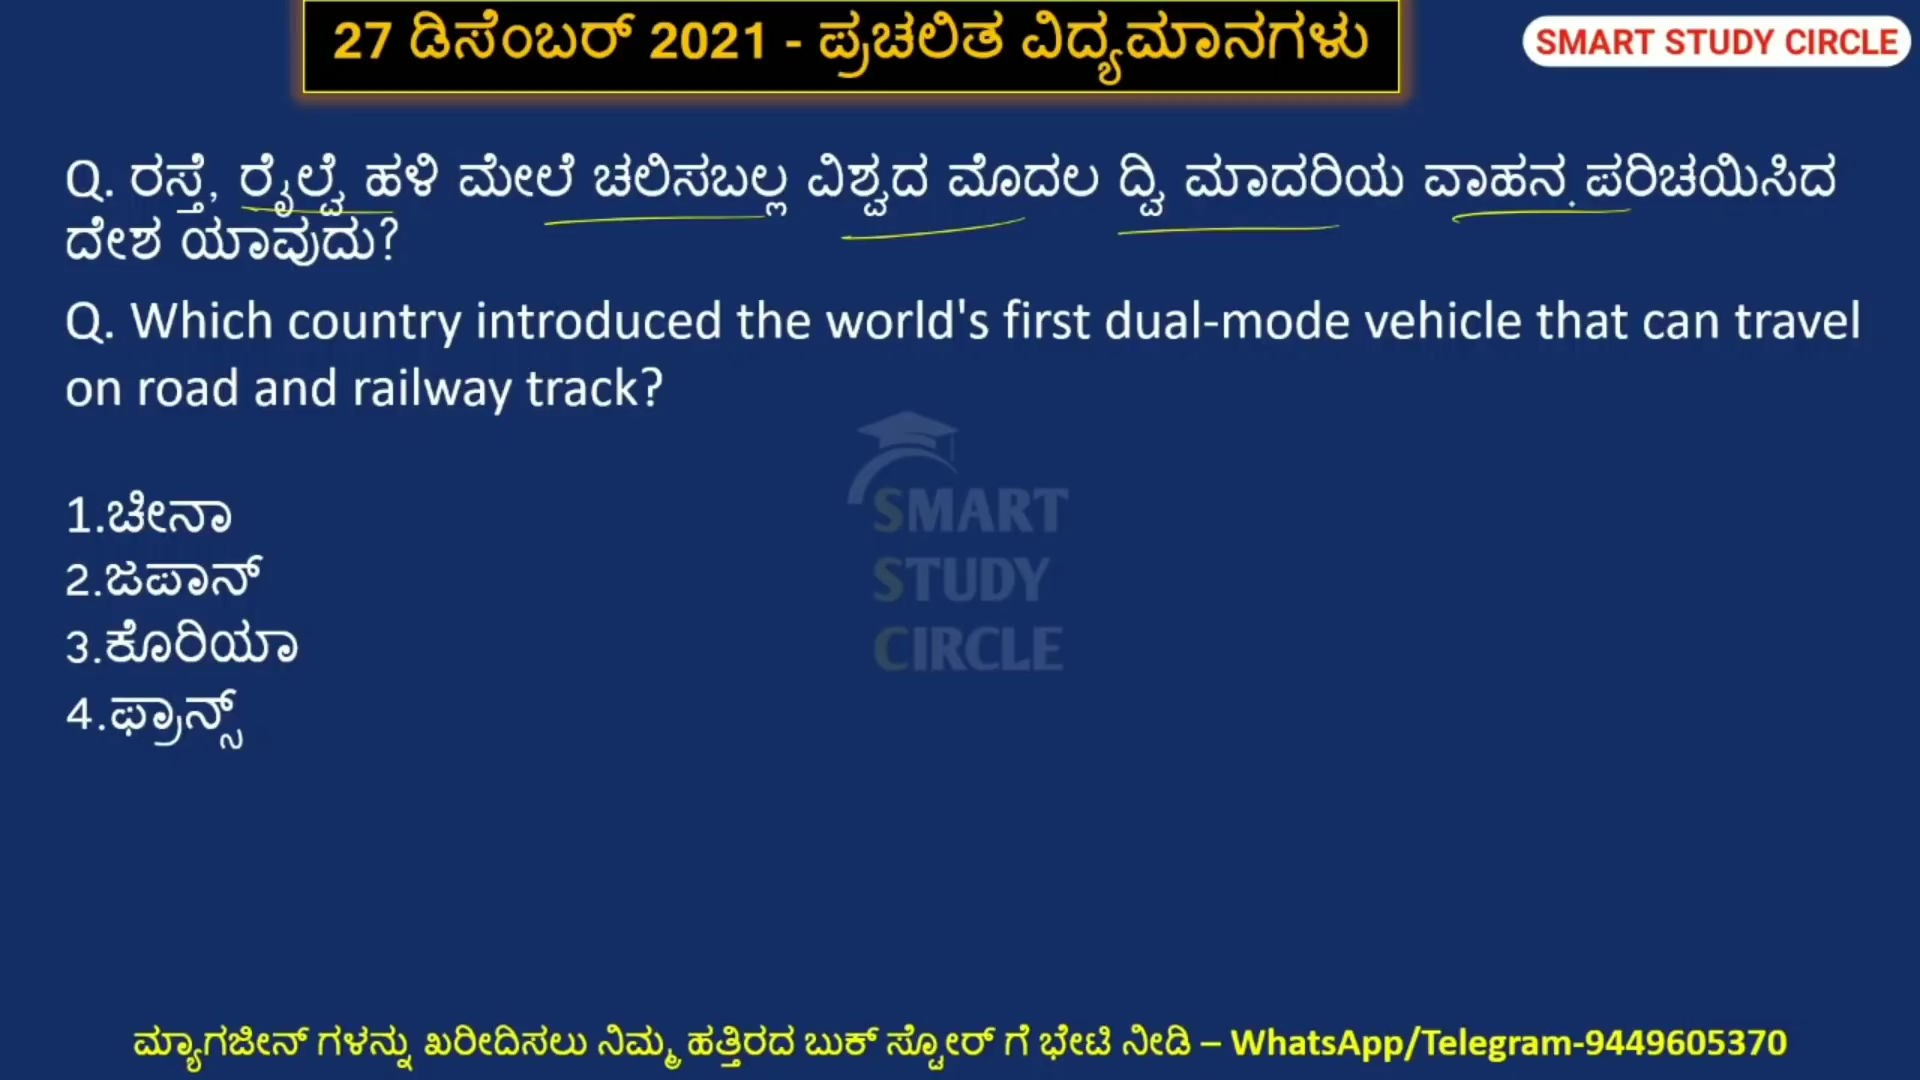 27 ಡಿಸೆಂಬರ್ 2021 - ಪ್ರಚಲಿತ ವಿದ್ಯಮಾನಗಳು
SMART STUDY CIRCLE
Q. ರಸ್ತೆ, ರೈಲ್ವೆ ಹಳಿ ಮೇಲೆ ಚಲಿಸಬಲ್ಲ ವಿಶ್ವದ ಮೊದಲ ದ್ವಿ ಮಾದರಿಯ ವಾಹನ ಪರಿಚಯಿಸಿದ
ದೇಶ ಯಾವುದು?
Q. Which country introduced the world's first dual-mode vehicle that can travel
on road and railway track?
SMART
STUDY
CIRCLE
1.ಚೀನಾ
2.ಜಪಾನ್
3.ಕೊರಿಯಾ
4.ಫ್ರಾನ್ಸ್
ಮ್ಯಾಗಜೀನ್ ಗಳನ್ನು ಖರೀದಿಸಲು ನಿಮ್ಮ ಹತ್ತಿರದ ಬುಕ್ ಸ್ಟೋರ್ ಗೆ ಭೇಟಿ ನೀಡಿ – WhatsApp/Telegram-9449605370